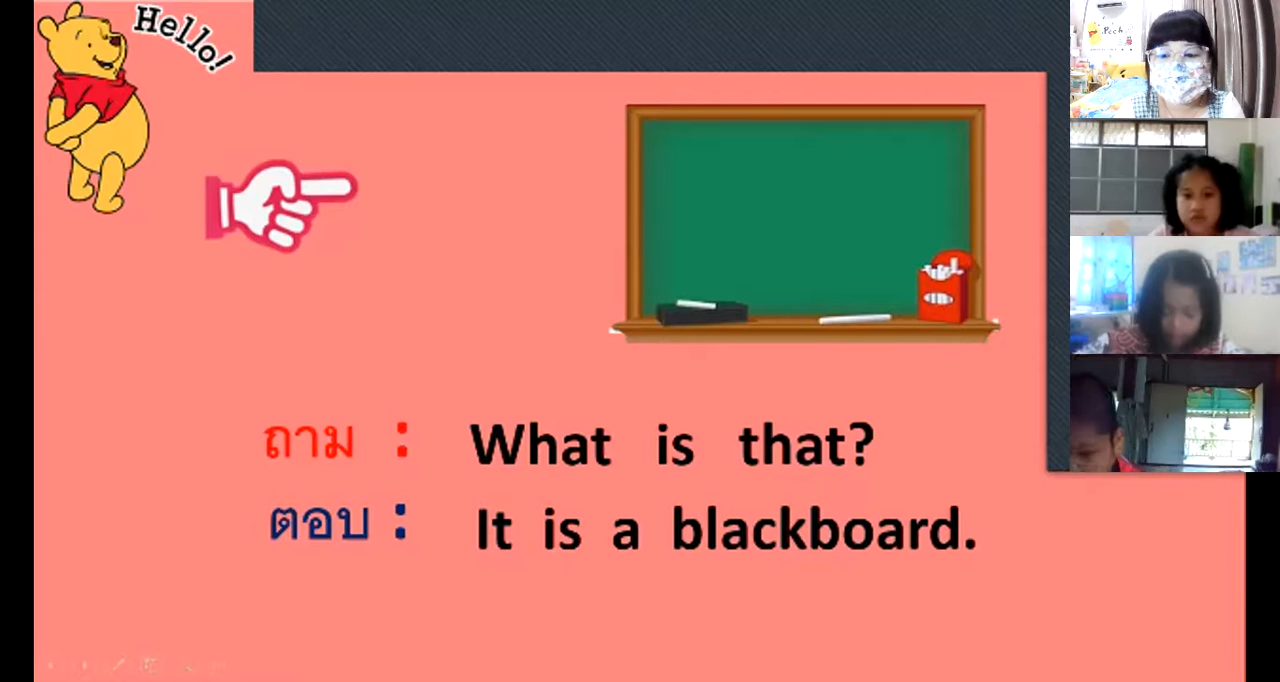 Hello!
ถาม : What is that?
ตอบ : It is a blackboard.